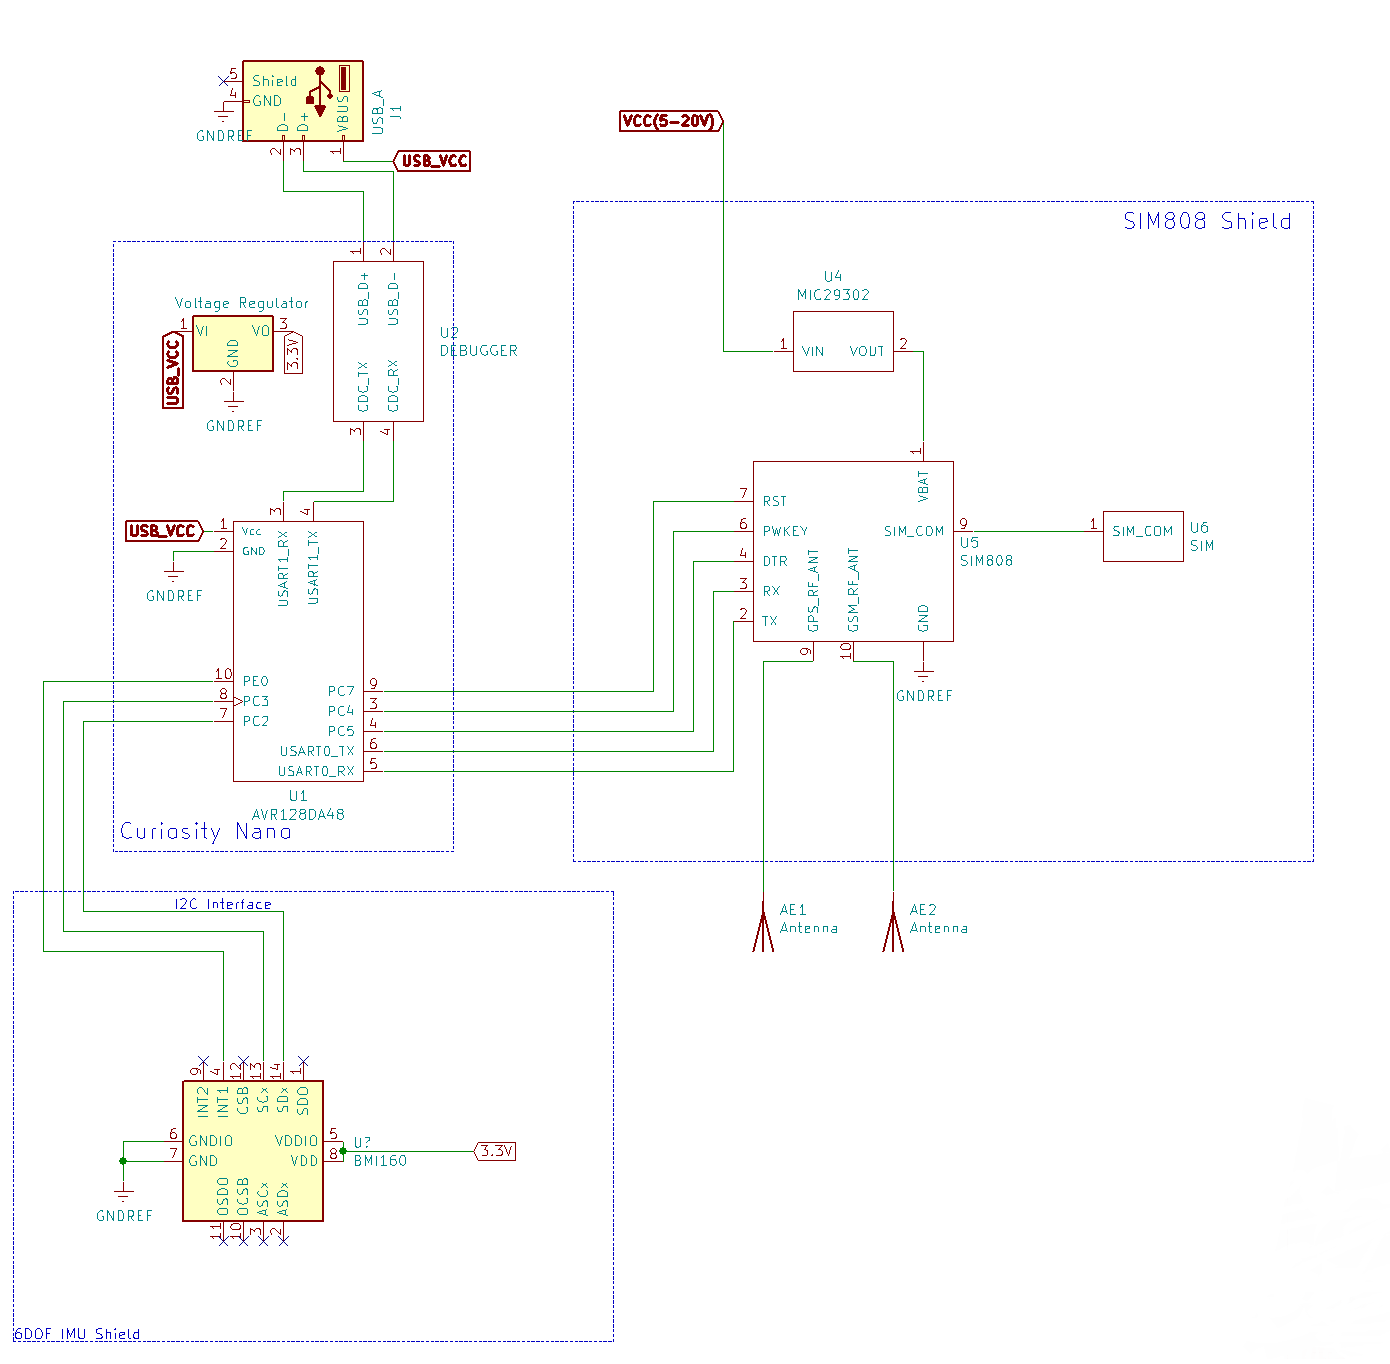 5
Shield
4
GND
GNDREF
D-
D+
VBUS
2
3
1
USB_A
J1
USB_VCC
VCC(5-20V)
SIM808 Shield
1
2
USB_D+
USB_D-
CDC_TX
CDC_RX
3
4
U2
DEBUGGER
Voltage Regulator
1
VI
VO
3
GND
2
USB_VCC
3.3V
GNDREF
U4
MIC29302
1
VIN
VOUT
2
USB_VCC
1
Vcc
2
GND
GNDREF
3
4
USART1_RX
USART1_TX
10
PE0
8
PC3
7
PC2
PC7
9
PC4
3
PC5
4
USART0_TX
6
USART0_RX
5
U1
AVR128DA48
Curiosity Nano
1
VBAT
7
RST
6
PWKEY
4
DTR
3
RX
2
TX
SIM_COM
9
U5
SIM808
GPS_RF_ANT
GSM_RF_ANT
GND
9
10
GNDREF
1
SIM_COM
U6
SIM
AE1
Antenna
AE2
Antenna
I2C Interface
9
4
12
13
14
1
INT2
INT1
CSB
SCx
SDx
SDO
6
GNDIO
7
GND
VDDIO
5
VDD
8
U?
BMI160
3.3V
OSDO
OCSB
ASCx
ASDx
11
10
3
2
GNDREF
6DOF IMU Shield